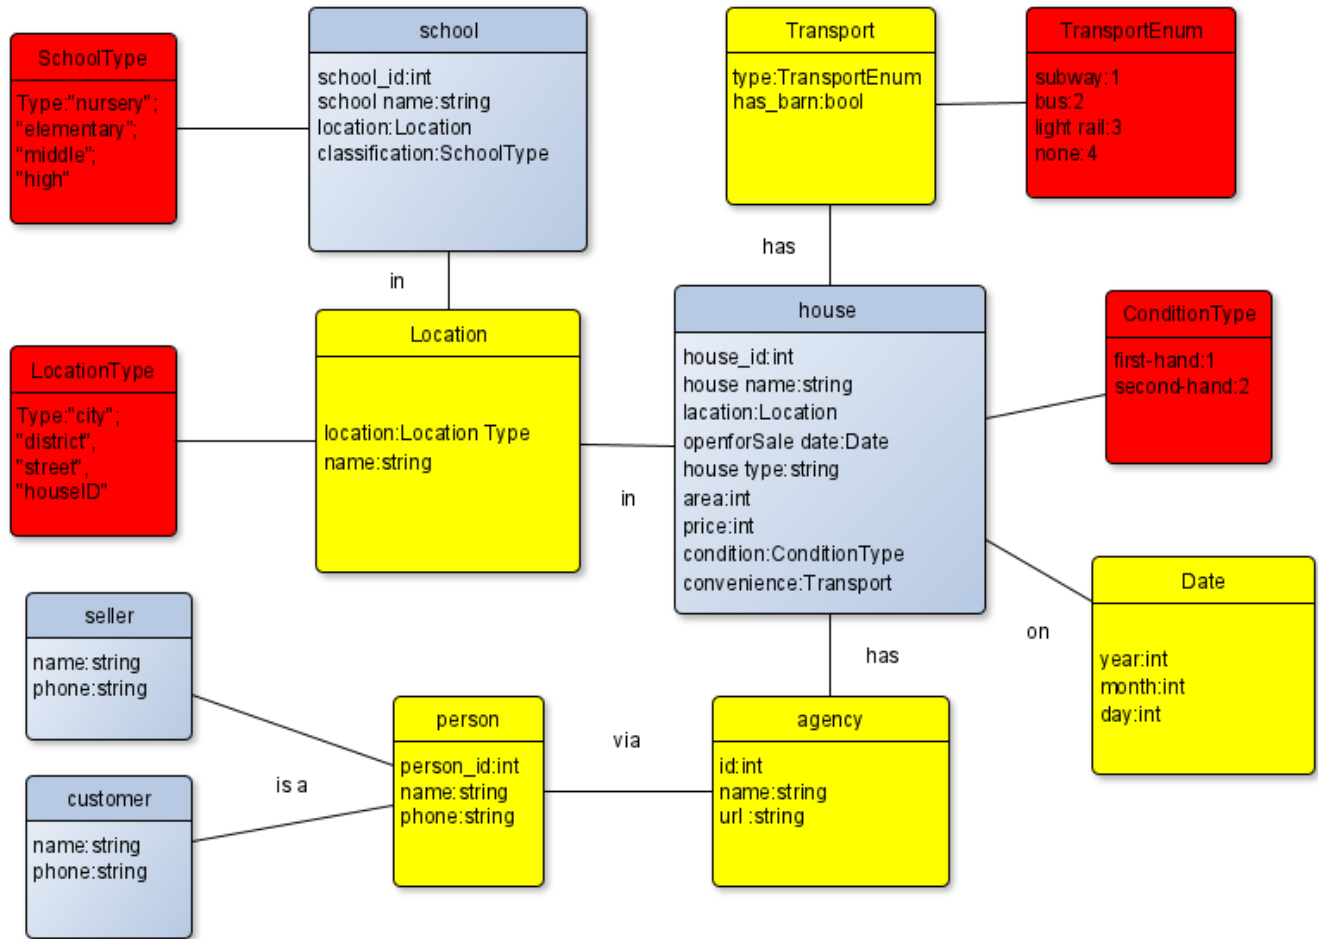 SchoolType
Type:"nursery";
"elementary";
"middle";
"high"
school
school_id:int
school name:string
location:Location
classification:SchoolType
Transport
type:TransportEnum
has_barn:bool
TransportEnum
subway:1
bus:2
light rail:3
none:4
in
has
LocationType
Type:"city";
"district",
"street",
"houseID"
Location
location:Location Type
name:string
in
house
house_id:int
house name:string
lacation:Location
openforSale date:Date
house type:string
area:int
price:int
condition:ConditionType
convenience:Transport
ConditionType
first-hand:1
second-hand:2
on
Date
year:int
month:int
day:int
has
seller
name:string
phone:string
customer
name:string
phone:string
is a
person
person_id:int
name:string
phone:string
via
agency
id:int
name:string
url :string